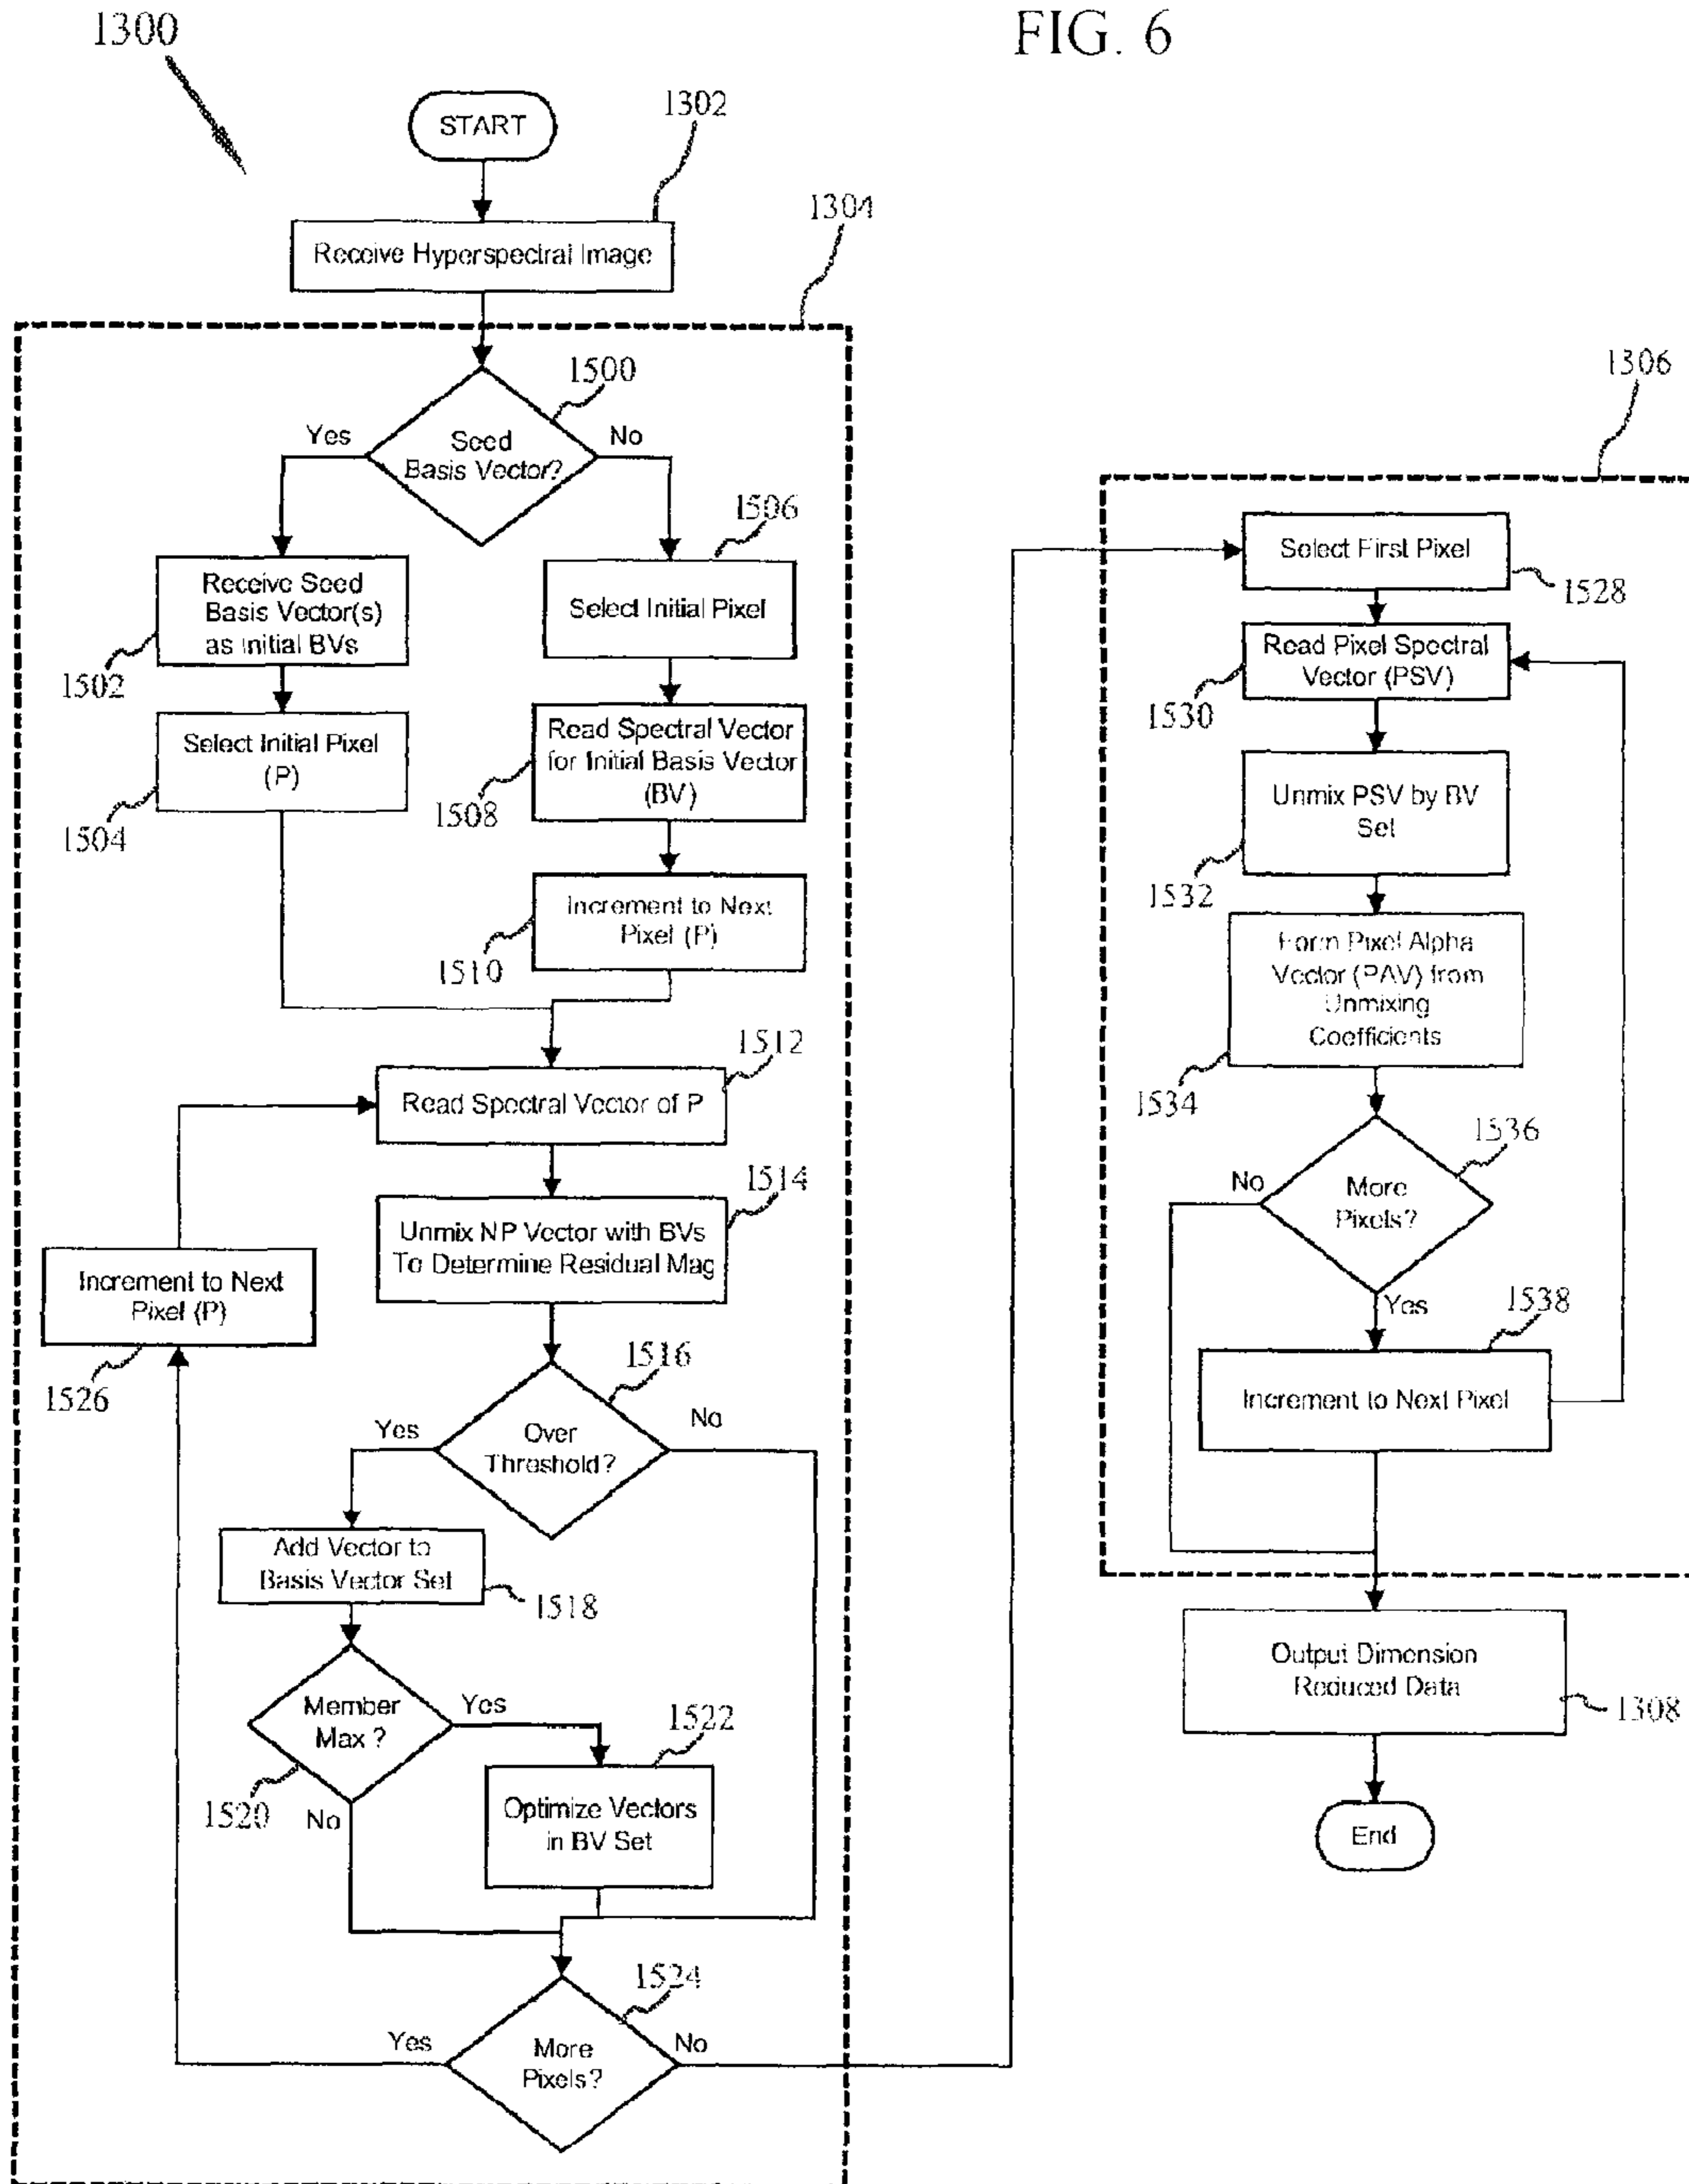 FIG. 6
1300
START
1302
Receive Hyperspectral Image
1304
1500
Seed
Basis Vector?
Yes
No
Receive Seed
Basis Vector(s)
as Initial BVs
1502
Select Initial Pixel
(P)
1504
1506
Select Initial Pixel
Read Spectral Vector
for Initial Basis Vector
(BV)
1508
Increment to Next
Pixel (P)
1510
1512
Read Spectral Vector of P
1514
Unmix NP Vector with BVs
To Determine Residual Mag
Increment to Next
Pixel (P)
1526
1516
Over
Threshold?
Yes
No
Add Vector to
Basis Vector Set
1518
Member
Max ?
Yes
No
1520
1522
Optimize Vectors
in BV Set
1524
More
Pixels?
Yes
No
1306
Select First Pixel
1528
Read Pixel Spectral
Vector (PSV)
1530
Unmix PSV by BV
Set
1532
Form Pixel Alpha
Vector (PAV) from
Unmixing
Coefficients
1534
1536
More
Pixels?
No
Yes
1538
Increment to Next Pixel
Output Dimension
Reduced Data
1308
End